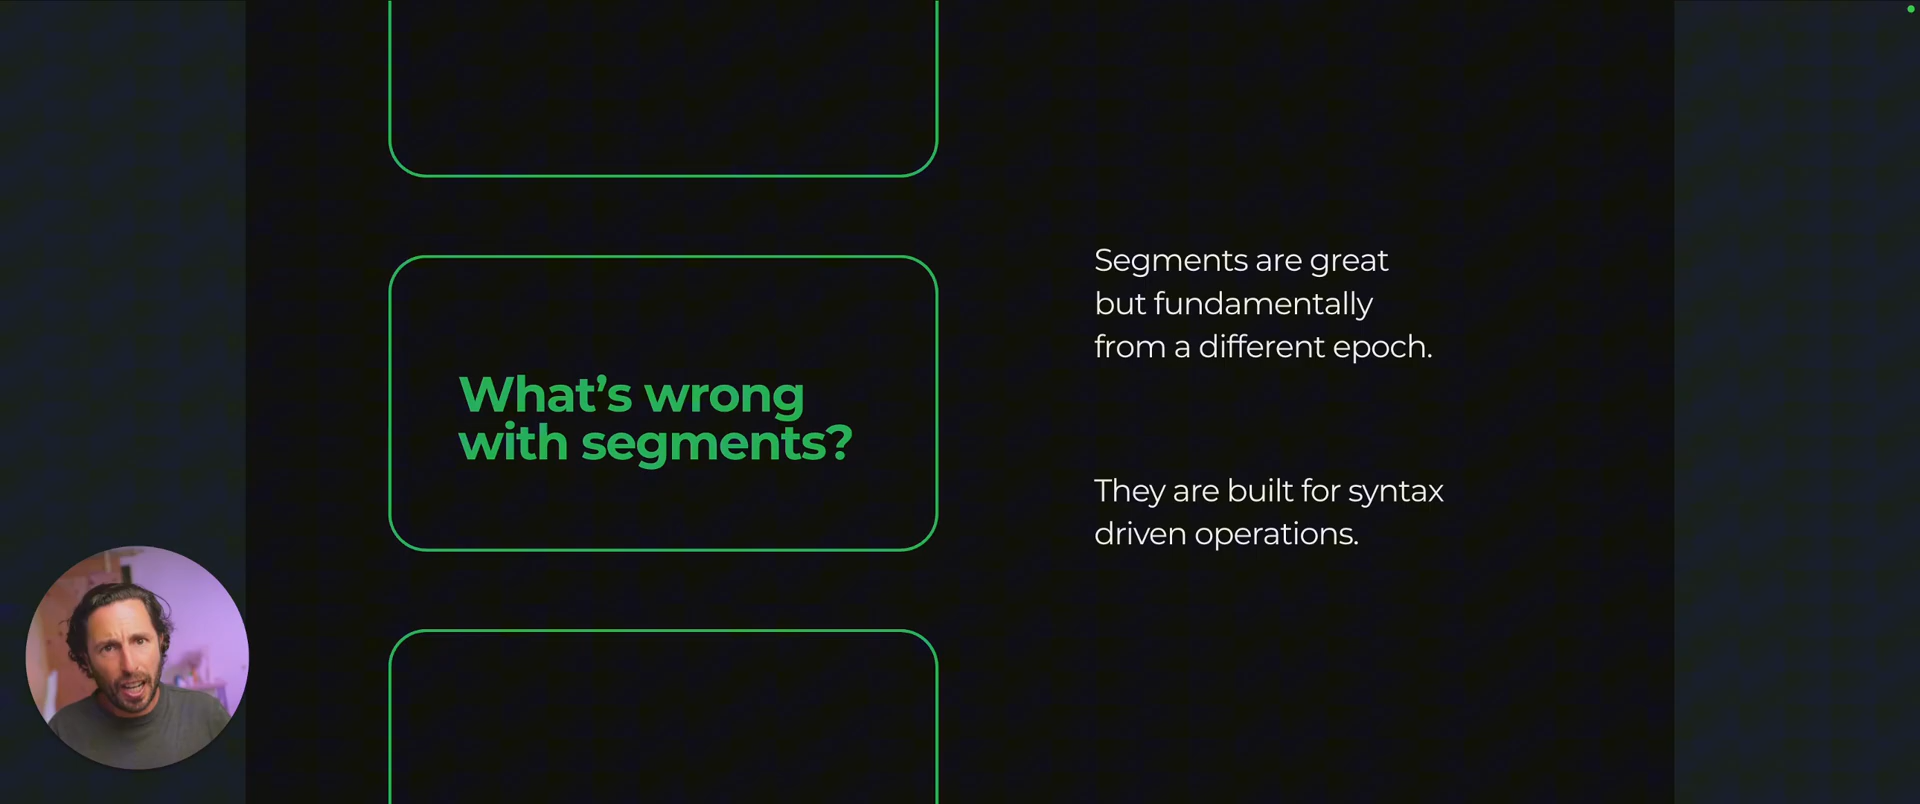 What’s wrong
with segments?
Segments are great
but fundamentally
from a different epoch.
They are built for syntax
driven operations.